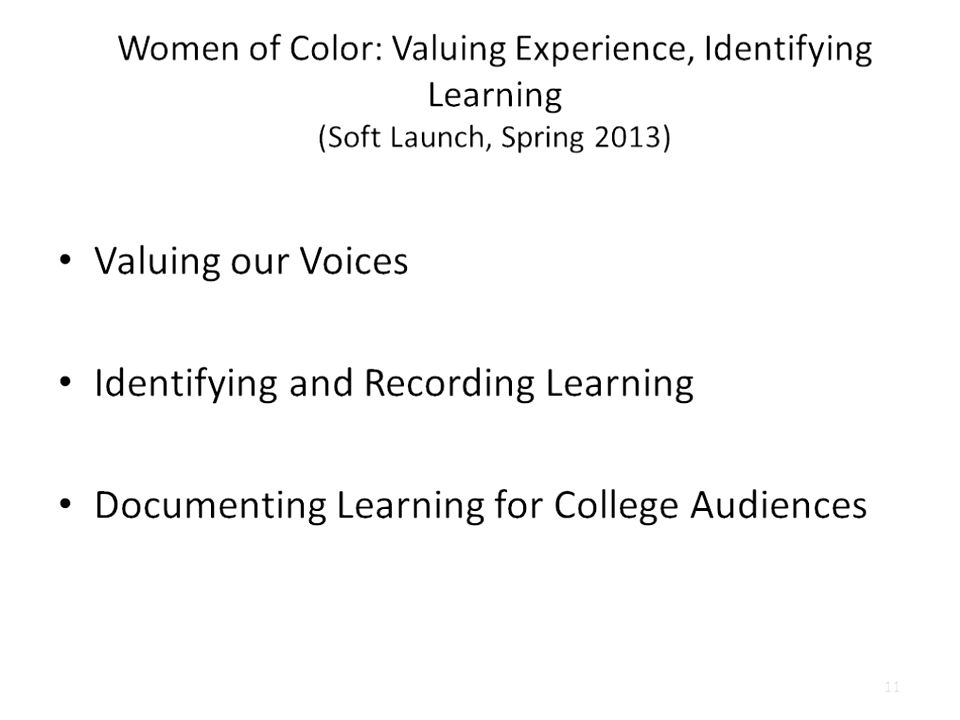 Women of Color: Valuing Experience, Identifying
Learning
(Soft Launch, Spring 2013)
• Valuing our Voices
• Identifying and Recording Learning
• Documenting Learning for College Audiences
11